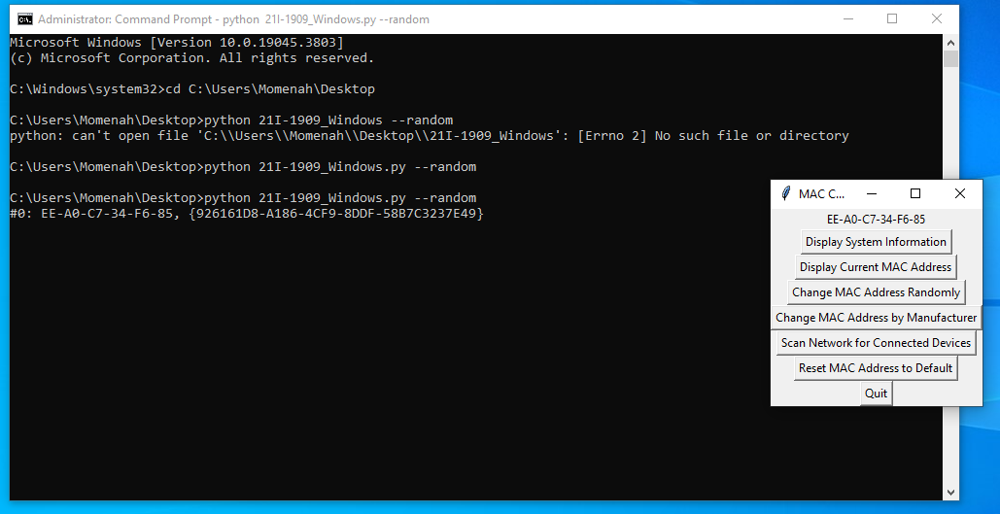 Administrator: Command Prompt - python  21I-1909_Windows.py --random
Microsoft Windows [Version 10.0.19045.3803]
(c) Microsoft Corporation. All rights reserved.
C:\Windows\system32>cd C:\Users\Momenah\Desktop
C:\Users\Momenah\Desktop>python 21I-1909_Windows --random
python: can't open file 'C:\\Users\\Momenah\\Desktop\\21I-1909_Windows': [Errno 2] No such file or directory
C:\Users\Momenah\Desktop>python 21I-1909_Windows.py --random
C:\Users\Momenah\Desktop>python 21I-1909_Windows.py --random
#0: EE-A0-C7-34-F6-85, {926161D8-A186-4CF9-8DDF-58B7C3237E49}
MAC C...
EE-A0-C7-34-F6-85
Display System Information
Display Current MAC Address
Change MAC Address Randomly
Change MAC Address by Manufacturer
Scan Network for Connected Devices
Reset MAC Address to Default
Quit